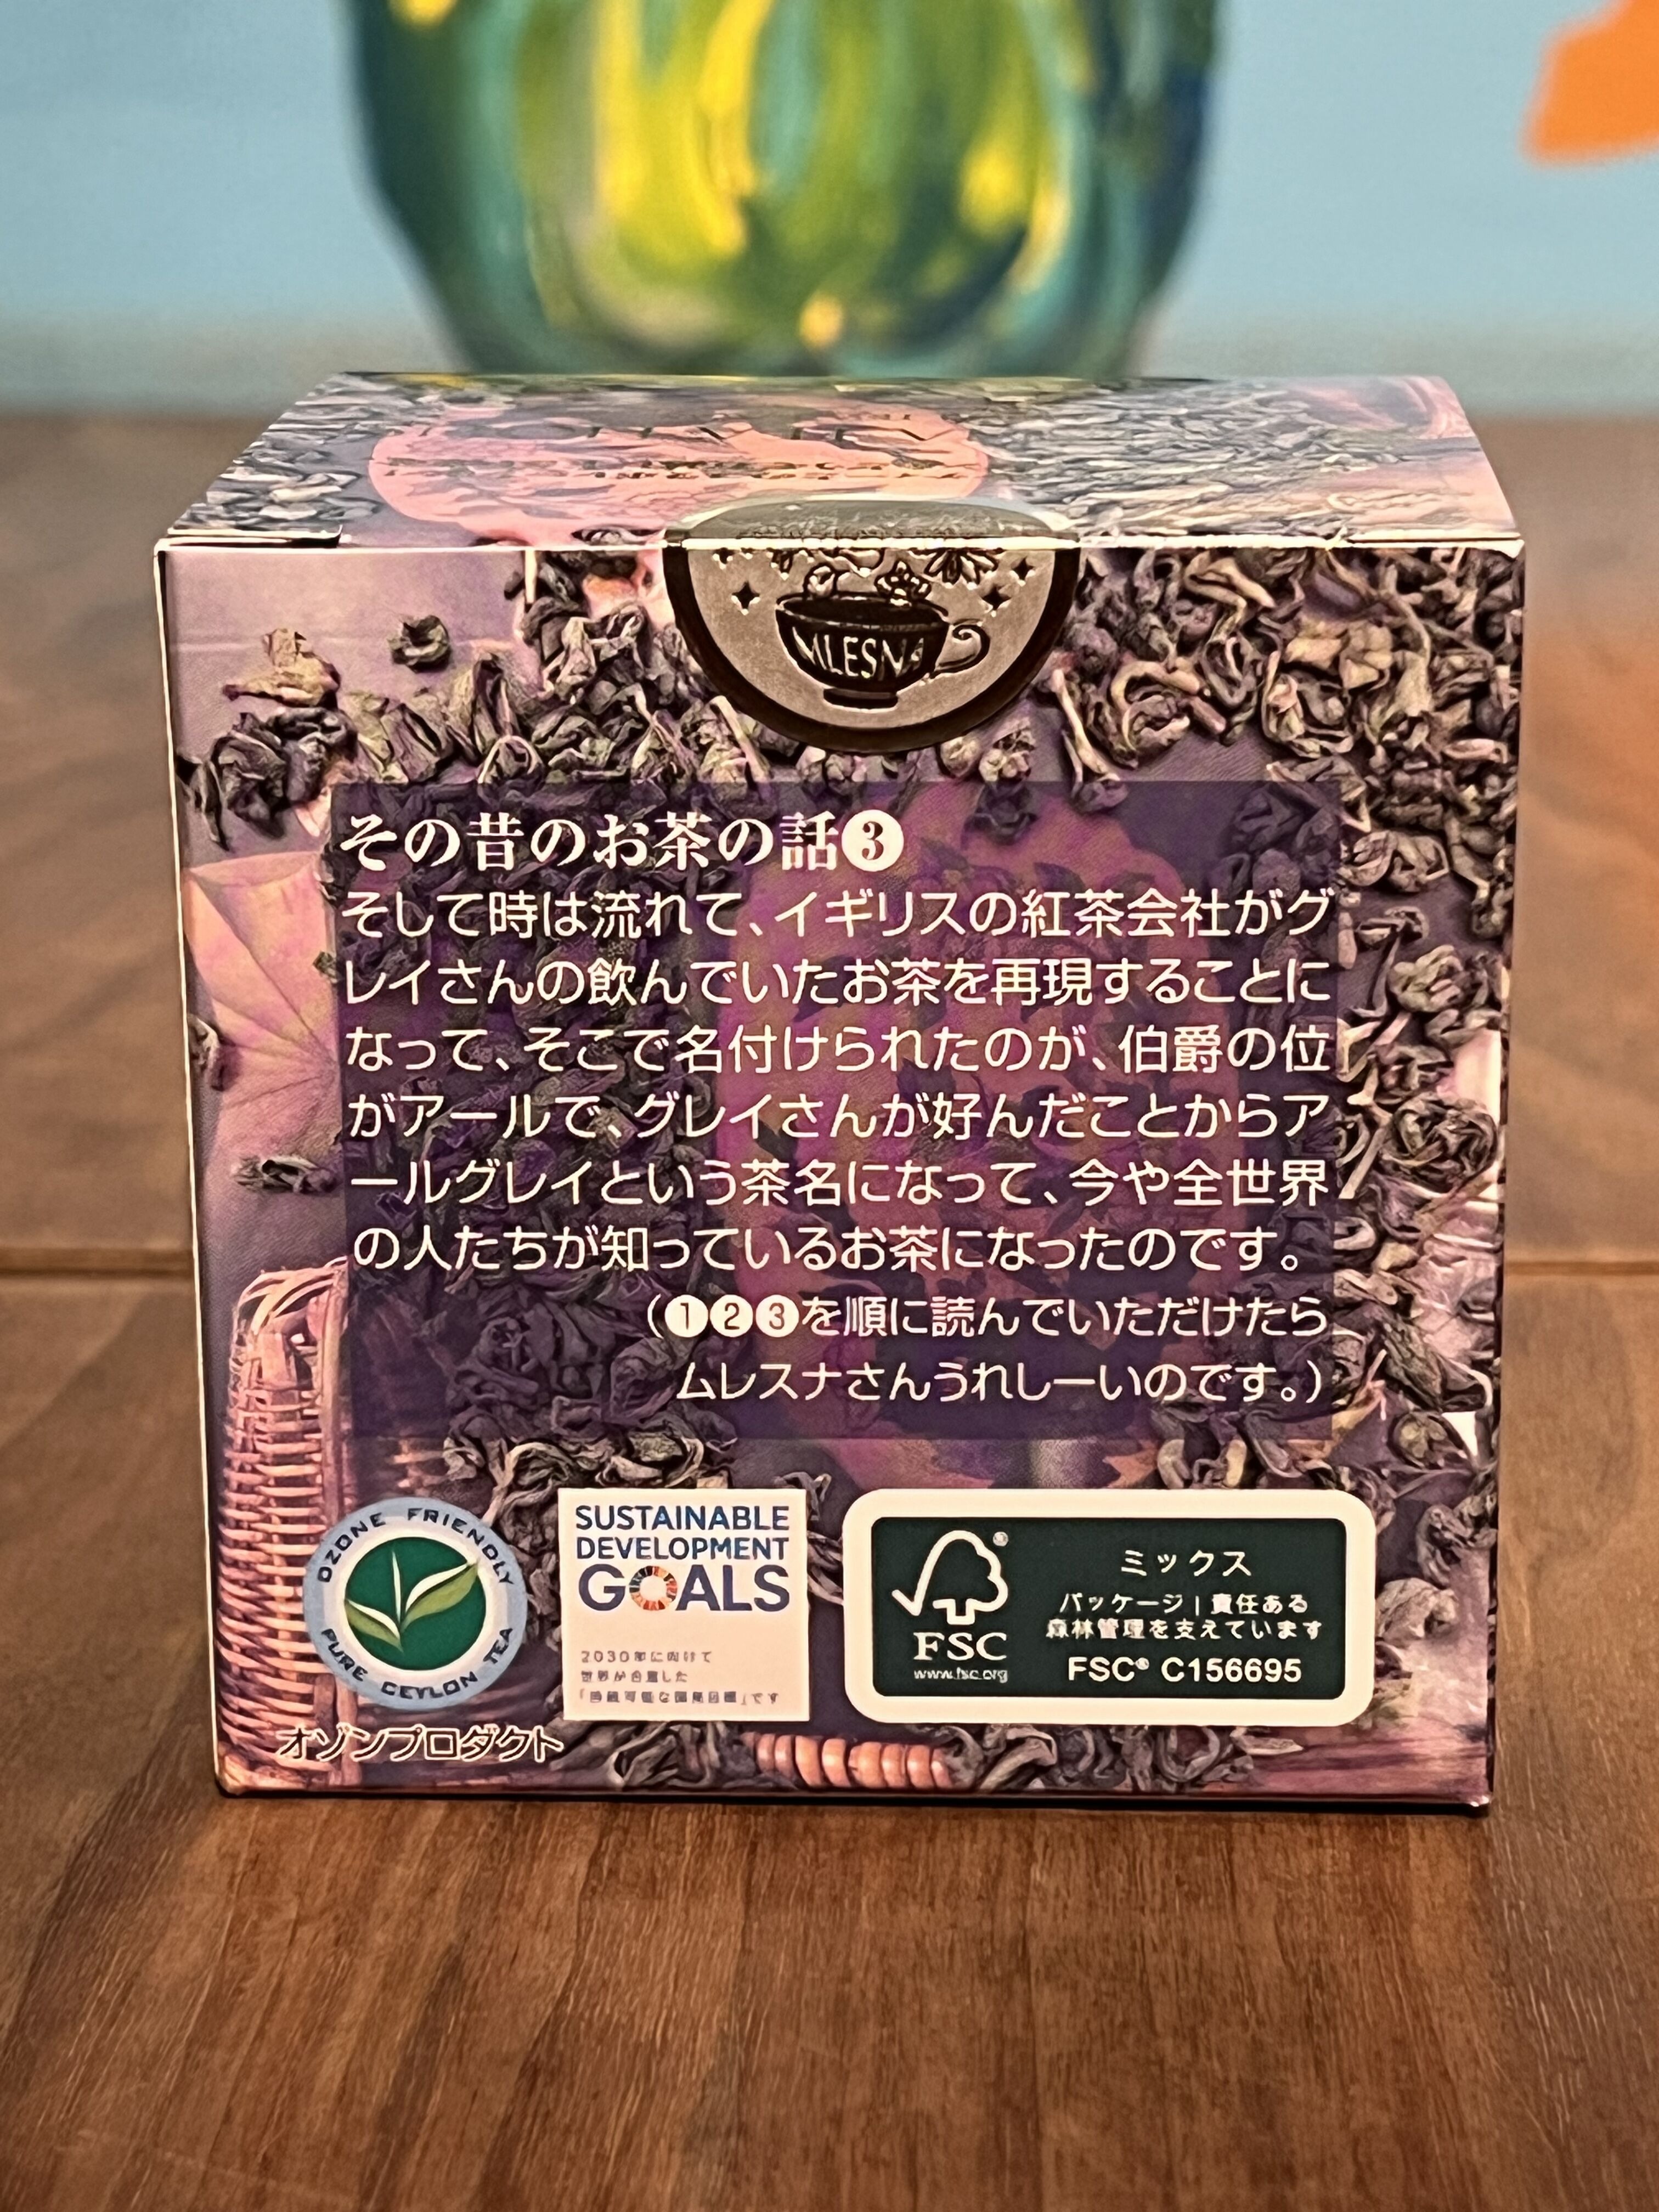 MLESNA
その昔のお茶の話❸
そして時は流れて、イギリスの紅茶会社がグ
レイさんの飲んでいたお茶を再現することに
なって、そこで名付けられたのが、伯爵の位
がアールで、グレイさんが好んだことからア
ールグレイという茶名になって、今や全世界
の人たちが知っているお茶になったのです。
(❶❷❸を順に読んでいただけたら
ムレスナさんうれしーいのです。)
OZONE FRIENDLY
PURE CEYLON TEA
オゾンプロダクト
SUSTAINABLE
DEVELOPMENT
GOALS
2030年に向けて
世界が合意した
「持続可能な開発目標」です
FSC
www.fsc.org
ミックス
パッケージ | 責任ある
森林管理を支えています
FSC® C156695